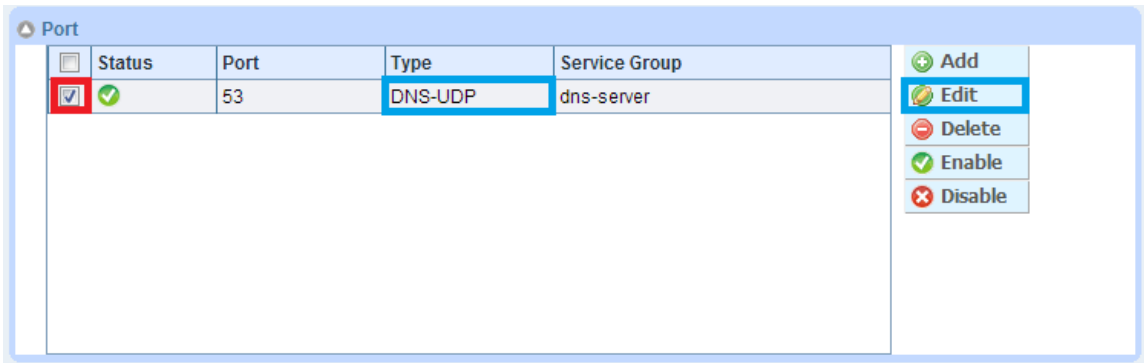 Port
Status Port Type Service Group
53 DNS-UDP dns-server
Add
Edit
Delete
Enable
Disable